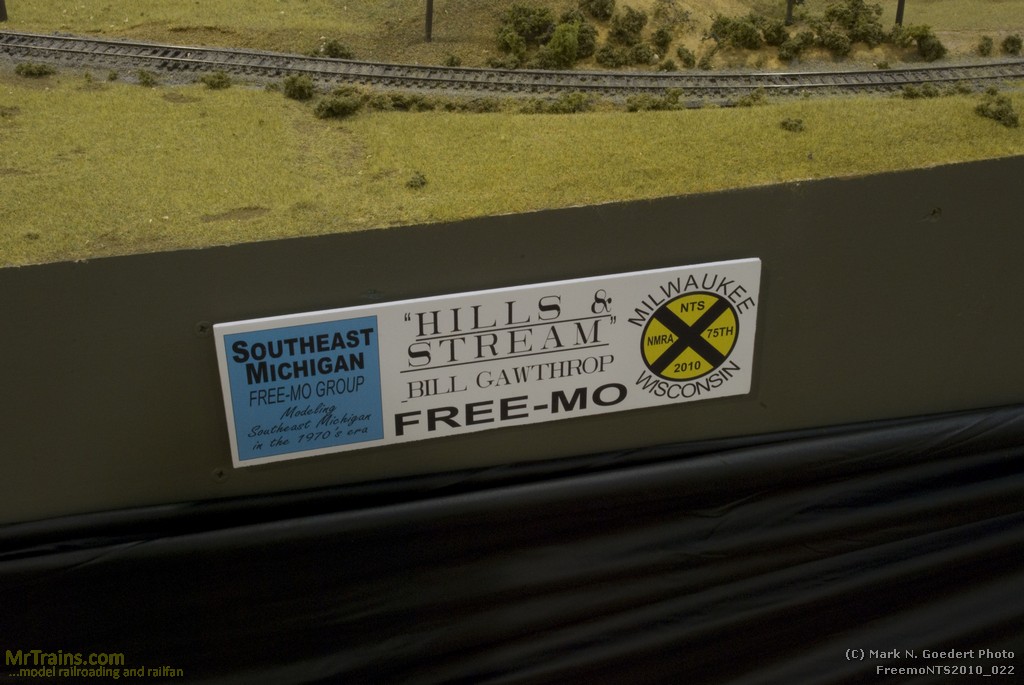 SOUTHEAST
MICHIGAN
FREE-MO GROUP
Modeling
Southeast Michigan
in the 1970's era
"HILLS &
STREAM"
BILL GAWTHROP
FREE-MO
MILWAUKEE
NTS
NMRA 75TH
2010
WISCONSIN
MrTrains.com
...model railroading and railfan
(C) Mark N. Goedert Photo
FreemoNTS2010_022